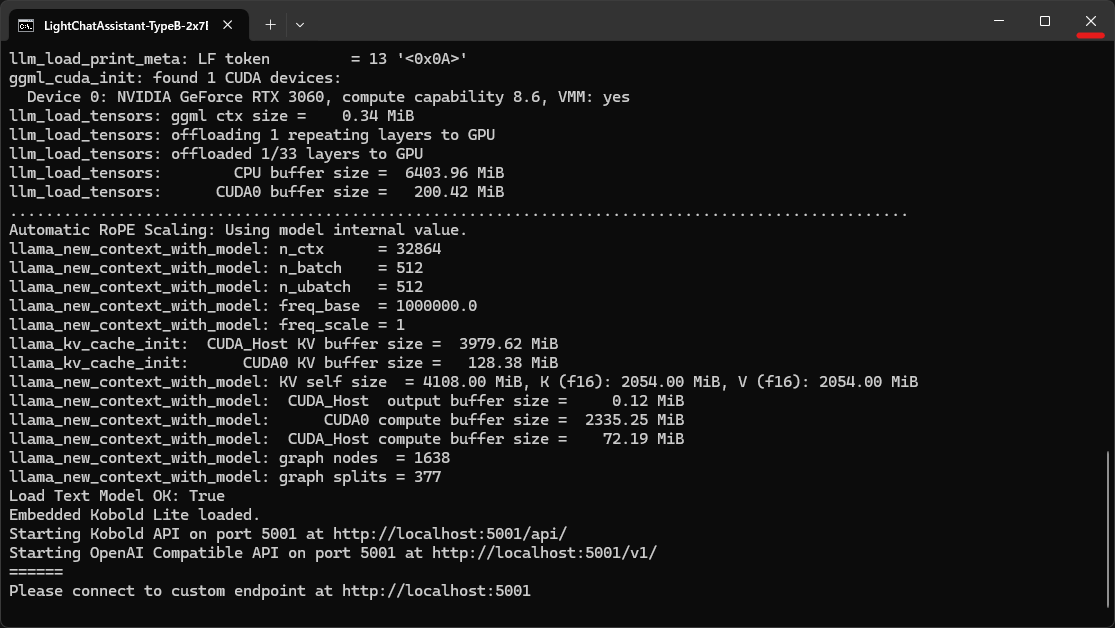 LightChatAssistant-TypeB-2x7l
llm_load_print_meta: LF token         = 13 '<0x0A>'
ggml_cuda_init: found 1 CUDA devices:
  Device 0: NVIDIA GeForce RTX 3060, compute capability 8.6, VMM: yes
llm_load_tensors: ggml ctx size =    0.34 MiB
llm_load_tensors: offloading 1 repeating layers to GPU
llm_load_tensors: offloaded 1/33 layers to GPU
llm_load_tensors:        CPU buffer size =  6403.96 MiB
llm_load_tensors:      CUDA0 buffer size =   200.42 MiB
....................................................................................................
Automatic RoPE Scaling: Using model internal value.
llama_new_context_with_model: n_ctx      = 32864
llama_new_context_with_model: n_batch    = 512
llama_new_context_with_model: n_ubatch   = 512
llama_new_context_with_model: freq_base  = 1000000.0
llama_new_context_with_model: freq_scale = 1
llama_kv_cache_init:  CUDA_Host KV buffer size =  3979.62 MiB
llama_kv_cache_init:      CUDA0 KV buffer size =   128.38 MiB
llama_new_context_with_model: KV self size  = 4108.00 MiB, K (f16): 2054.00 MiB, V (f16): 2054.00 MiB
llama_new_context_with_model:  CUDA_Host  output buffer size =     0.12 MiB
llama_new_context_with_model:      CUDA0 compute buffer size =  2335.25 MiB
llama_new_context_with_model:  CUDA_Host compute buffer size =    72.19 MiB
llama_new_context_with_model: graph nodes  = 1638
llama_new_context_with_model: graph splits = 377
Load Text Model OK: True
Embedded Kobold Lite loaded.
Starting Kobold API on port 5001 at http://localhost:5001/api/
Starting OpenAI Compatible API on port 5001 at http://localhost:5001/v1/
======
Please connect to custom endpoint at http://localhost:5001